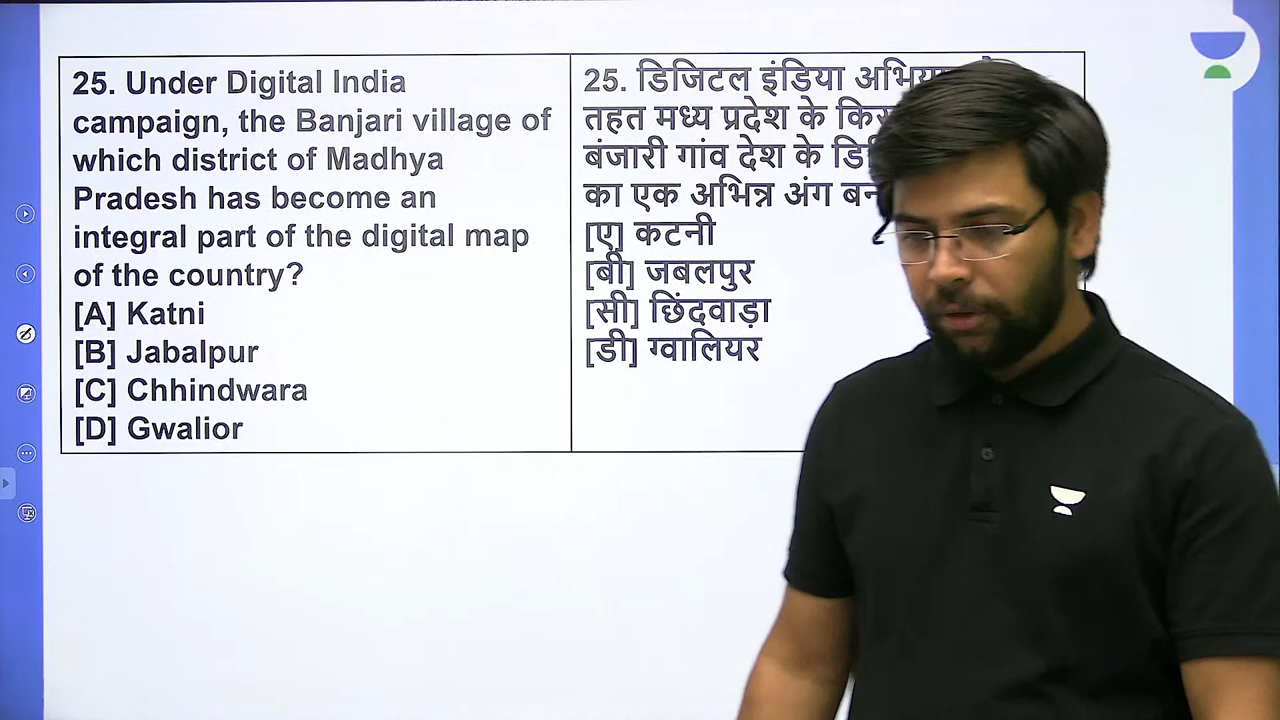 25. Under Digital India
campaign, the Banjari village of
which district of Madhya
Pradesh has become an
integral part of the digital map
of the country?
[A] Katni
[B] Jabalpur
[C] Chhindwara
[D] Gwalior
25. डिजिटल इंडिया
तहत मध्य प्रदेश के
बंजारी गांव देश के
का एक अभिन्न अंग
[ए] कटनी
[बी] जबलपुर
[सी] छिंदवाड़ा
[डी] ग्वालियर